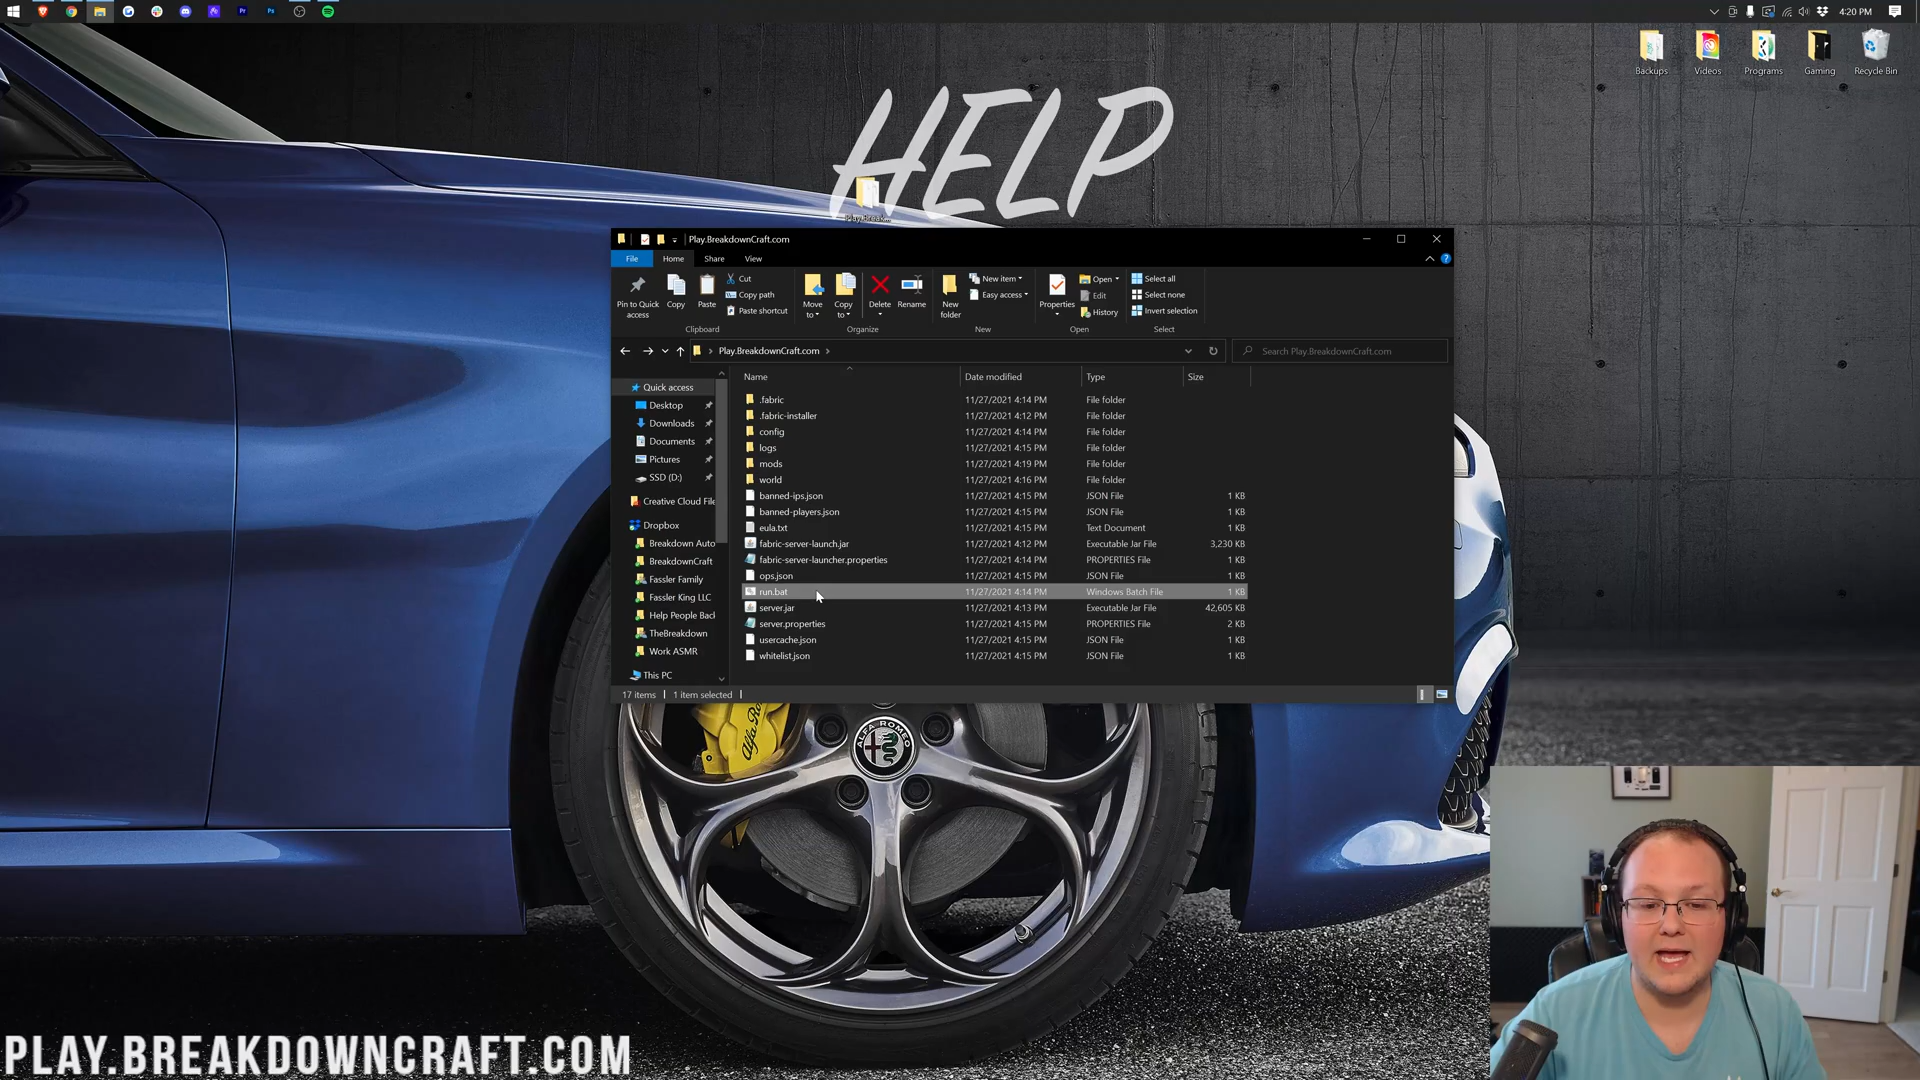 4:20 PM
Backups
Videos
Programs
Gaming
Recycle Bin
HELP
Play.BreakdownCraft.com
File
Home
Share
View
Pin to Quick access
Copy
Paste
Cut
Copy path
Paste shortcut
Clipboard
Move to
Copy to
Delete
Rename
Organize
New folder
New item
Easy access
New
Properties
Open
Edit
History
Open
Select all
Select none
Invert selection
Select
Play.BreakdownCraft.com
Search Play.BreakdownCraft.com
Quick access
Desktop
Downloads
Documents
Pictures
SSD (D:)
Creative Cloud File
Dropbox
Breakdown Auto
BreakdownCraft
Fassler Family
Fassler King LLC
Help People Back
TheBreakdown
Work ASMR
This PC
Name Date modified Type Size
.fabric 11/27/2021 4:14 PM File folder
.fabric-installer 11/27/2021 4:12 PM File folder
config 11/27/2021 4:14 PM File folder
logs 11/27/2021 4:15 PM File folder
mods 11/27/2021 4:19 PM File folder
world 11/27/2021 4:16 PM File folder
banned-ips.json 11/27/2021 4:15 PM JSON File 1 KB
banned-players.json 11/27/2021 4:15 PM JSON File 1 KB
eula.txt 11/27/2021 4:15 PM Text Document 1 KB
fabric-server-launch.jar 11/27/2021 4:12 PM Executable Jar File 3,230 KB
fabric-server-launcher.properties 11/27/2021 4:14 PM PROPERTIES File 1 KB
ops.json 11/27/2021 4:15 PM JSON File 1 KB
run.bat 11/27/2021 4:14 PM Windows Batch File 1 KB
server.jar 11/27/2021 4:13 PM Executable Jar File 42,605 KB
server.properties 11/27/2021 4:15 PM PROPERTIES File 2 KB
usercache.json 11/27/2021 4:15 PM JSON File 1 KB
whitelist.json 11/27/2021 4:15 PM JSON File 1 KB
17 items 1 item selected
ALFA ROMEO
PLAY.BREAKDOWNCRAFT.COM